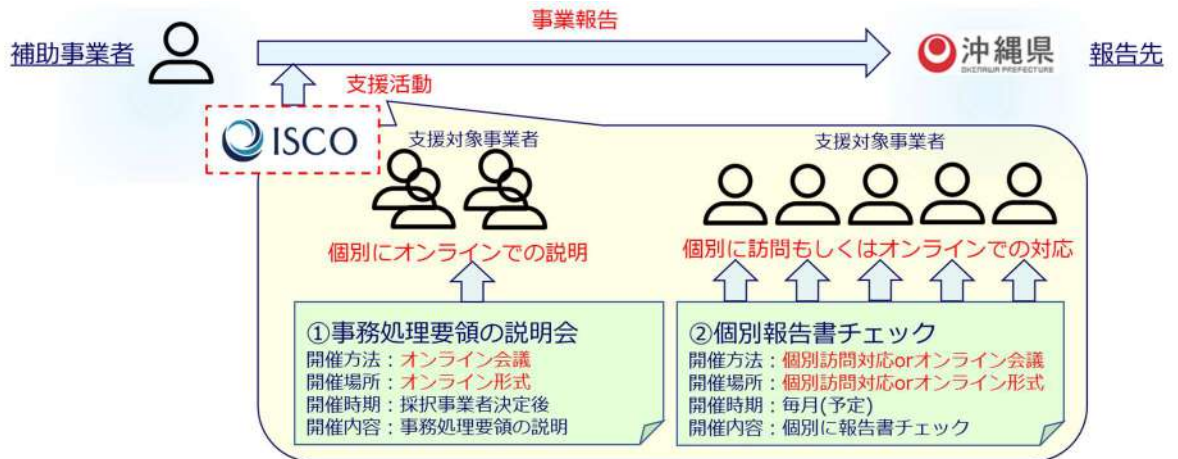 事業報告
補助事業者
沖縄県
OKINAWA PREFECTURE
報告先
支援活動
ISCO
支援対象事業者
支援対象事業者
個別にオンラインでの説明
個別に訪問もしくはオンラインでの対応
①事務処理要領の説明会
開催方法：オンライン会議
開催場所：オンライン形式
開催時期：採択事業者決定後
開催内容：事務処理要領の説明
②個別報告書チェック
開催方法：個別訪問対応orオンライン会議
開催場所：個別訪問対応orオンライン形式
開催時期：毎月(予定)
開催内容：個別に報告書チェック